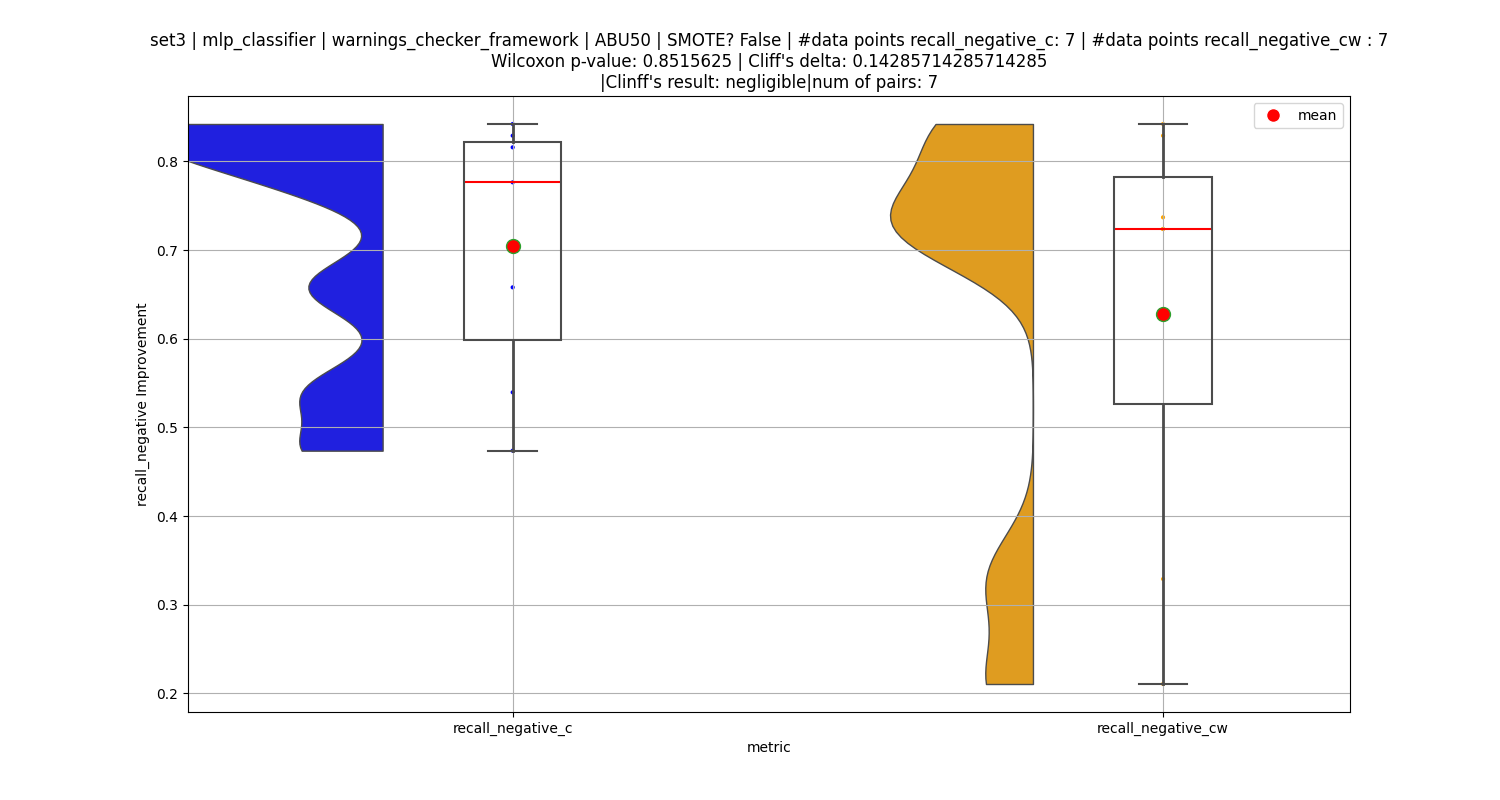 set3 | mlp_classifier | warnings_checker_framework | ABU50 | SMOTE? False | #data points recall_negative_c: 7 | #data points recall_negative_cw : 7
Wilcoxon p-value: 0.8515625 | Cliff's delta: 0.14285714285714285
|Clinff's result: negligible|num of pairs: 7
mean
0.8
0.7
0.6
0.5
0.4
0.3
0.2
recall_negative Improvement
recall_negative_c
recall_negative_cw
metric